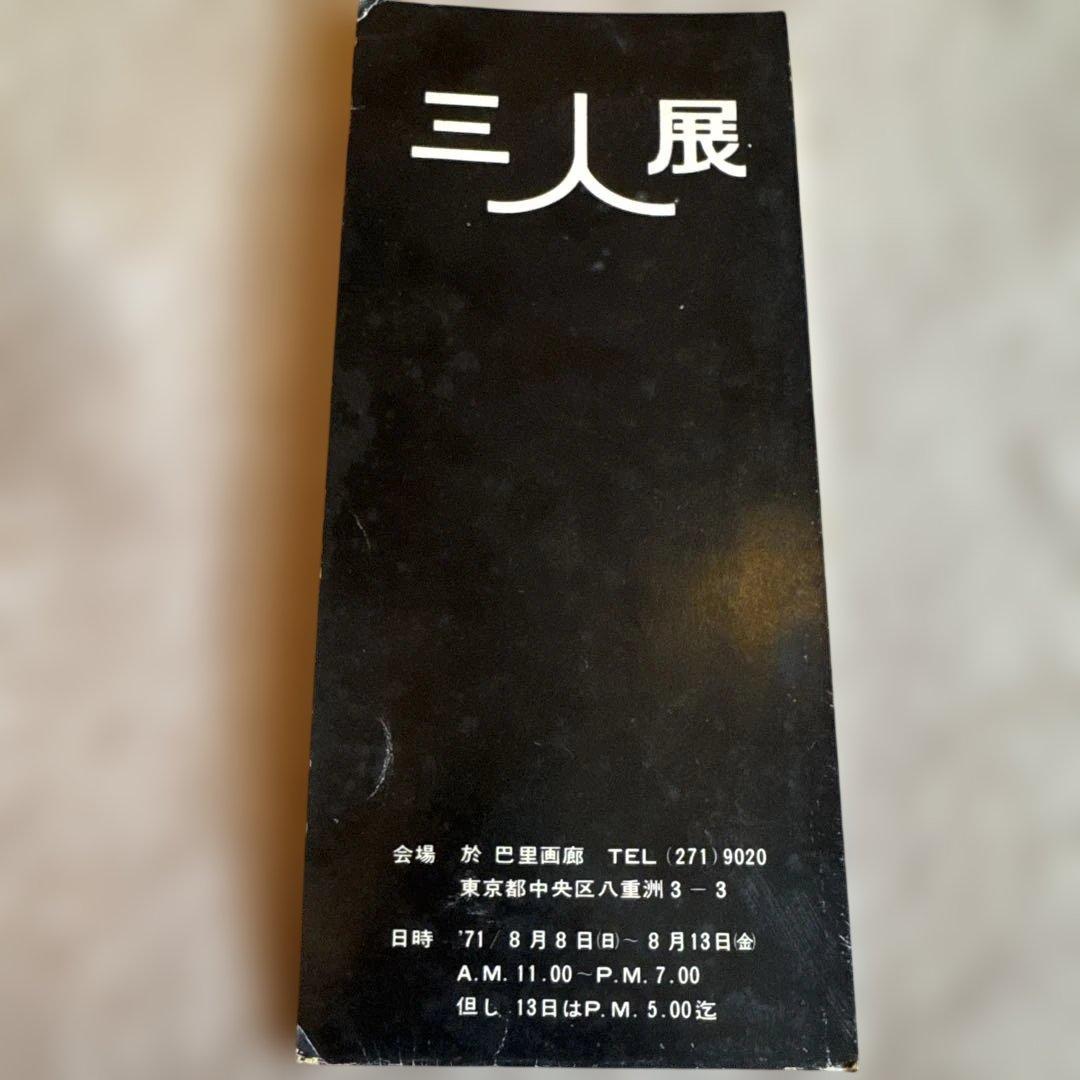 三人展
会場 於 巴里画廊 TEL (271) 9020
東京都中央区八重洲3-3
日時 '71/8月8日(日)~8月13日(金)
A.M. 11.00~P.M. 7.00
但し 13日はP.M. 5.00迄